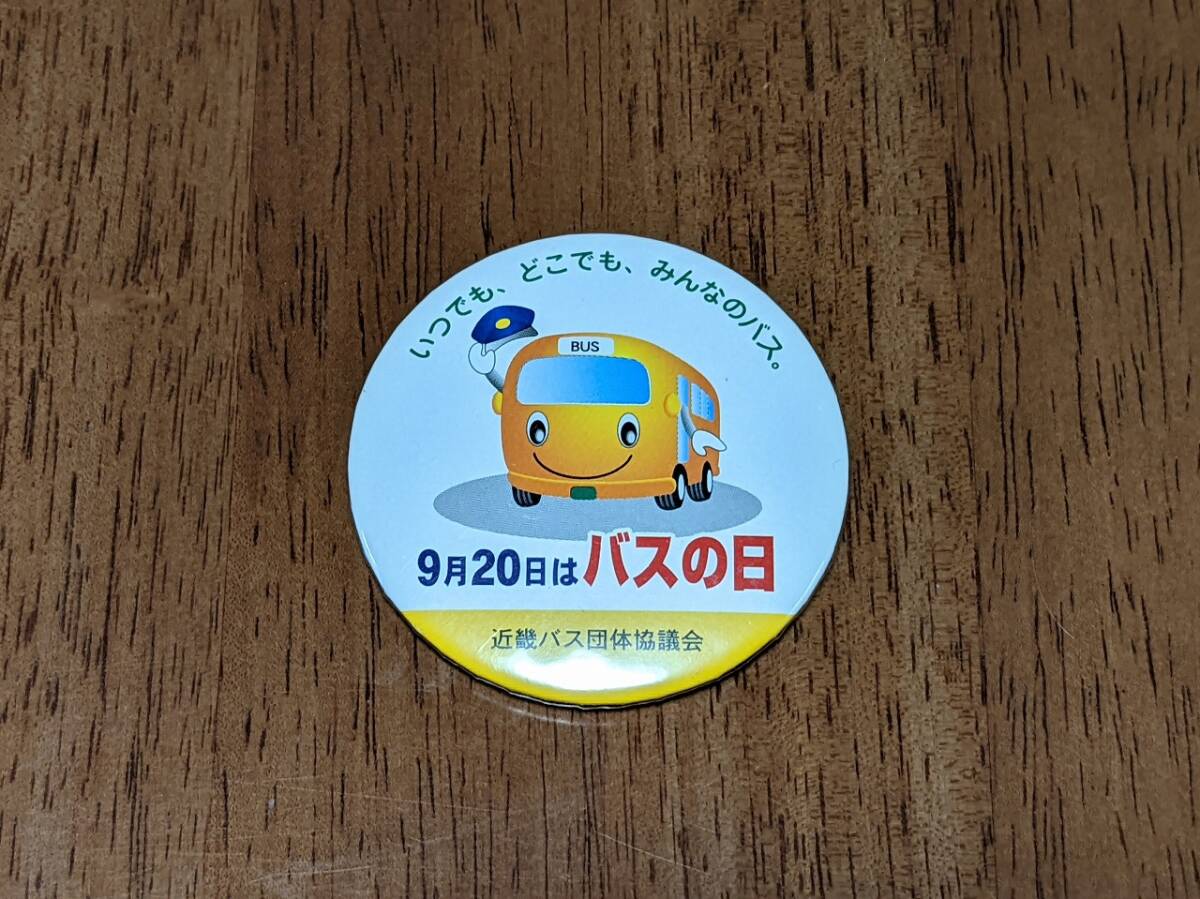 いつでも、どこでも、みんなのバス。
BUS
9月20日はバスの日
近畿バス団体協議会